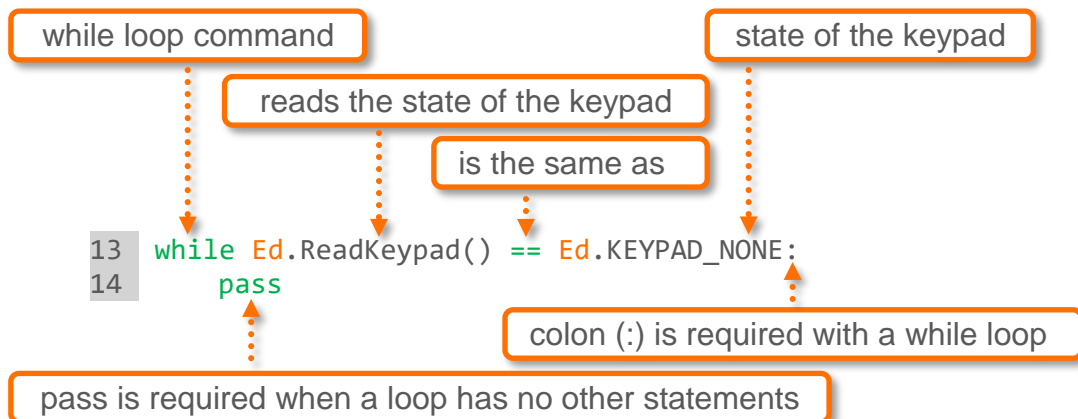 while loop command
state of the keypad
reads the state of the keypad
is the same as
13 while Ed.ReadKeypad() == Ed.KEYPAD_NONE:
14 pass
colon (:) is required with a while loop
pass is required when a loop has no other statements